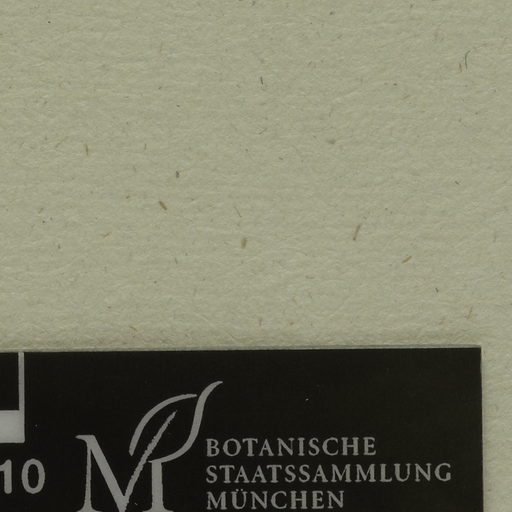 10
BOTANISCHE
STAATSSAMMLUNG
MÜNCHEN